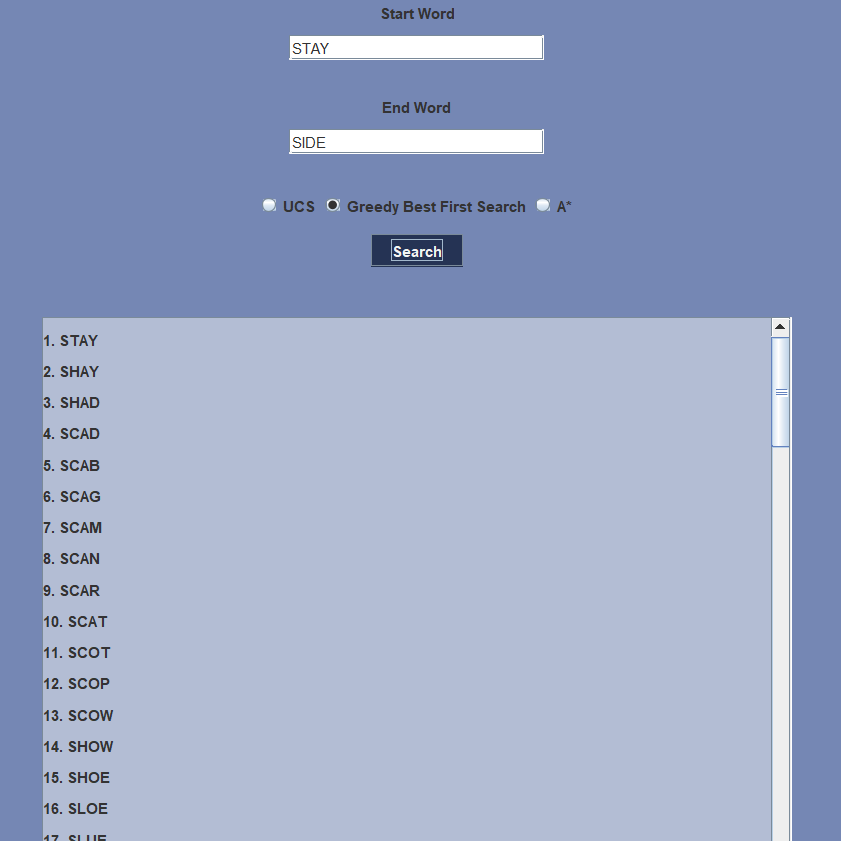 Start Word
STAY
End Word
SIDE
UCS Greedy Best First Search A*
Search
1. STAY
2. SHAY
3. SHAD
4. SCAD
5. SCAB
6. SCAG
7. SCAM
8. SCAN
9. SCAR
10. SCAT
11. SCOT
12. SCOP
13. SCOW
14. SHOW
15. SHOE
16. SLOE
17. SLUE